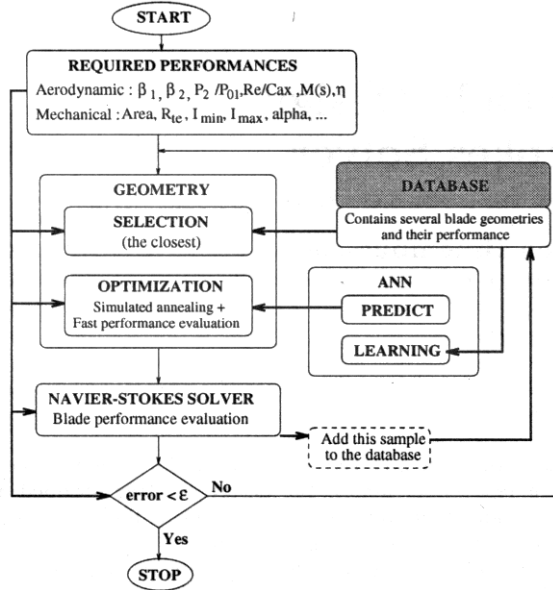 START
REQUIRED PERFORMANCES
Aerodynamic : β1, β2, P2 /P01,Re/Cax ,M(s),η
Mechanical :Area, Rte, Imin, Imax, alpha, ...
GEOMETRY
SELECTION
(the closest)
OPTIMIZATION
Simulated annealing +
Fast performance evaluation
DATABASE
Contains several blade geometries
and their performance
ANN
PREDICT
LEARNING
NAVIER-STOKES SOLVER
Blade performance evaluation
Add this sample
to the database
error < ε
No
Yes
STOP